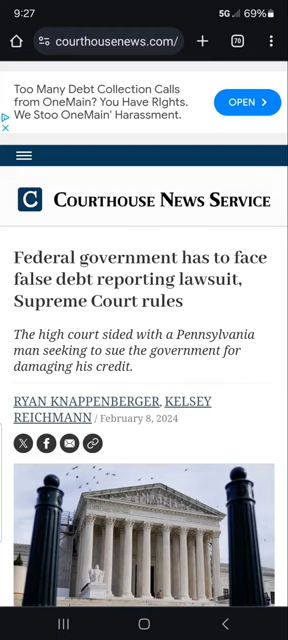 9:27
5G 69%
courthousenews.com/
70
Too Many Debt Collection Calls
from OneMain? You Have RIghts.
We Stoo OneMain' Harassment.
OPEN
C COURTHOUSE NEWS SERVICE
Federal government has to face
false debt reporting lawsuit,
Supreme Court rules
The high court sided with a Pennsylvania
man seeking to sue the government for
damaging his credit.
RYAN KNAPPENBERGER, KELSEY
REICHMANN / February 8, 2024